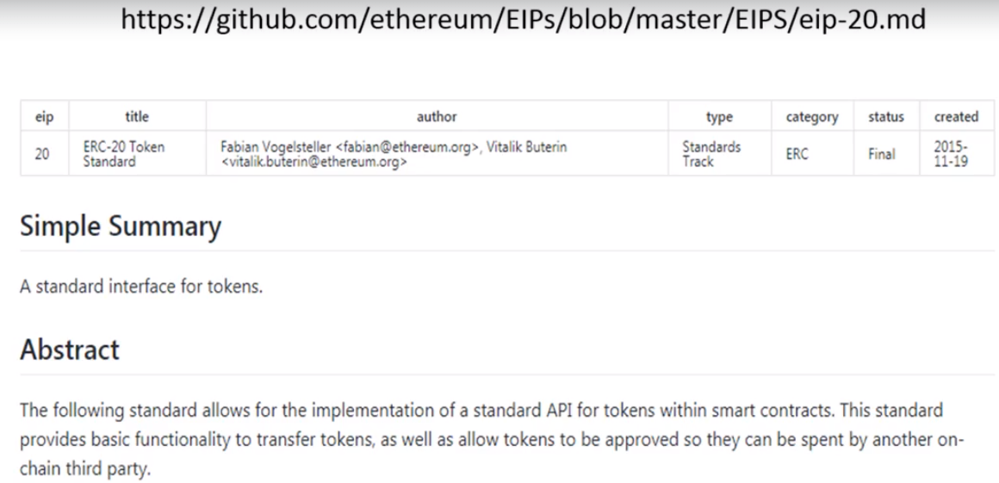 https://github.com/ethereum/EIPs/blob/master/EIPS/eip-20.md
eip title author type category status created
20 ERC-20 Token Standard Fabian Vogelsteller <fabian@ethereum.org>, Vitalik Buterin <vitalik.buterin@ethereum.org> Standards Track ERC Final 2015-11-19
Simple Summary
A standard interface for tokens.
Abstract
The following standard allows for the implementation of a standard API for tokens within smart contracts. This standard
provides basic functionality to transfer tokens, as well as allow tokens to be approved so they can be spent by another on-
chain third party.